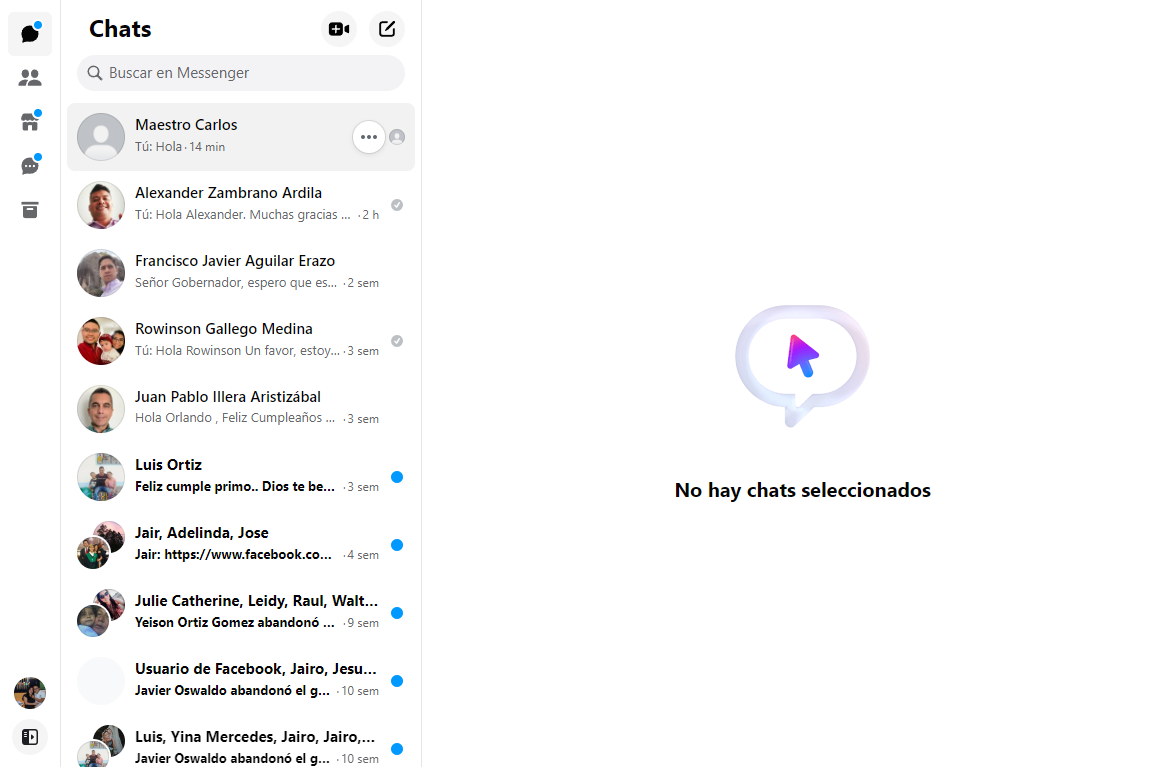 Chats
Buscar en Messenger
Maestro Carlos
Tú: Hola · 14 min
Alexander Zambrano Ardila
Tú: Hola Alexander. Muchas gracias ... · 2 h
Francisco Javier Aguilar Erazo
Señor Gobernador, espero que es... · 2 sem
Rowinson Gallego Medina
Tú: Hola Rowinson Un favor, estoy... · 3 sem
Juan Pablo Illera Aristizábal
Hola Orlando , Feliz Cumpleaños ... · 3 sem
Luis Ortiz
Feliz cumple primo.. Dios te be... · 3 sem
Jair, Adelinda, Jose
Jair: https://www.facebook.co... · 4 sem
Julie Catherine, Leidy, Raul, Walt...
Yeison Ortiz Gomez abandonó ... · 9 sem
Usuario de Facebook, Jairo, Jesu...
Javier Oswaldo abandonó el g... · 10 sem
Luis, Yina Mercedes, Jairo, Jairo,...
Javier Oswaldo abandonó el g... · 10 sem
No hay chats seleccionados